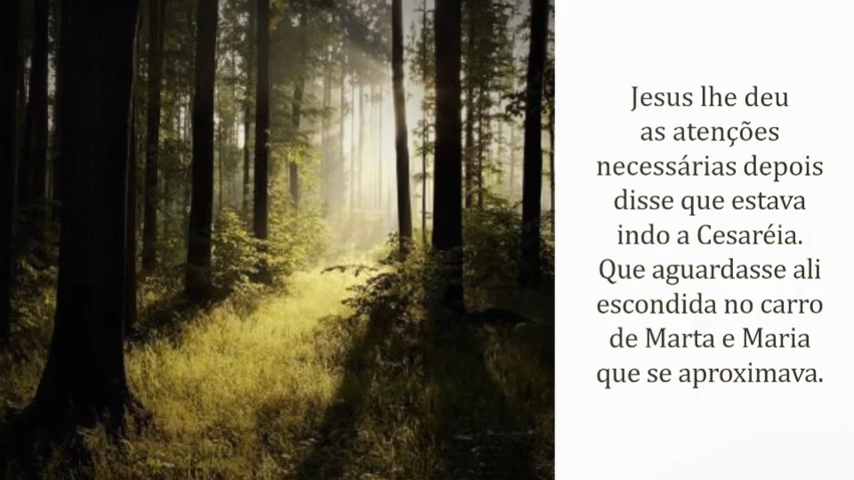 Jesus lhe deu
as atenções
necessárias depois
disse que estava
indo a Cesaréia.
Que aguardasse ali
escondida no carro
de Marta e Maria
que se aproximava.